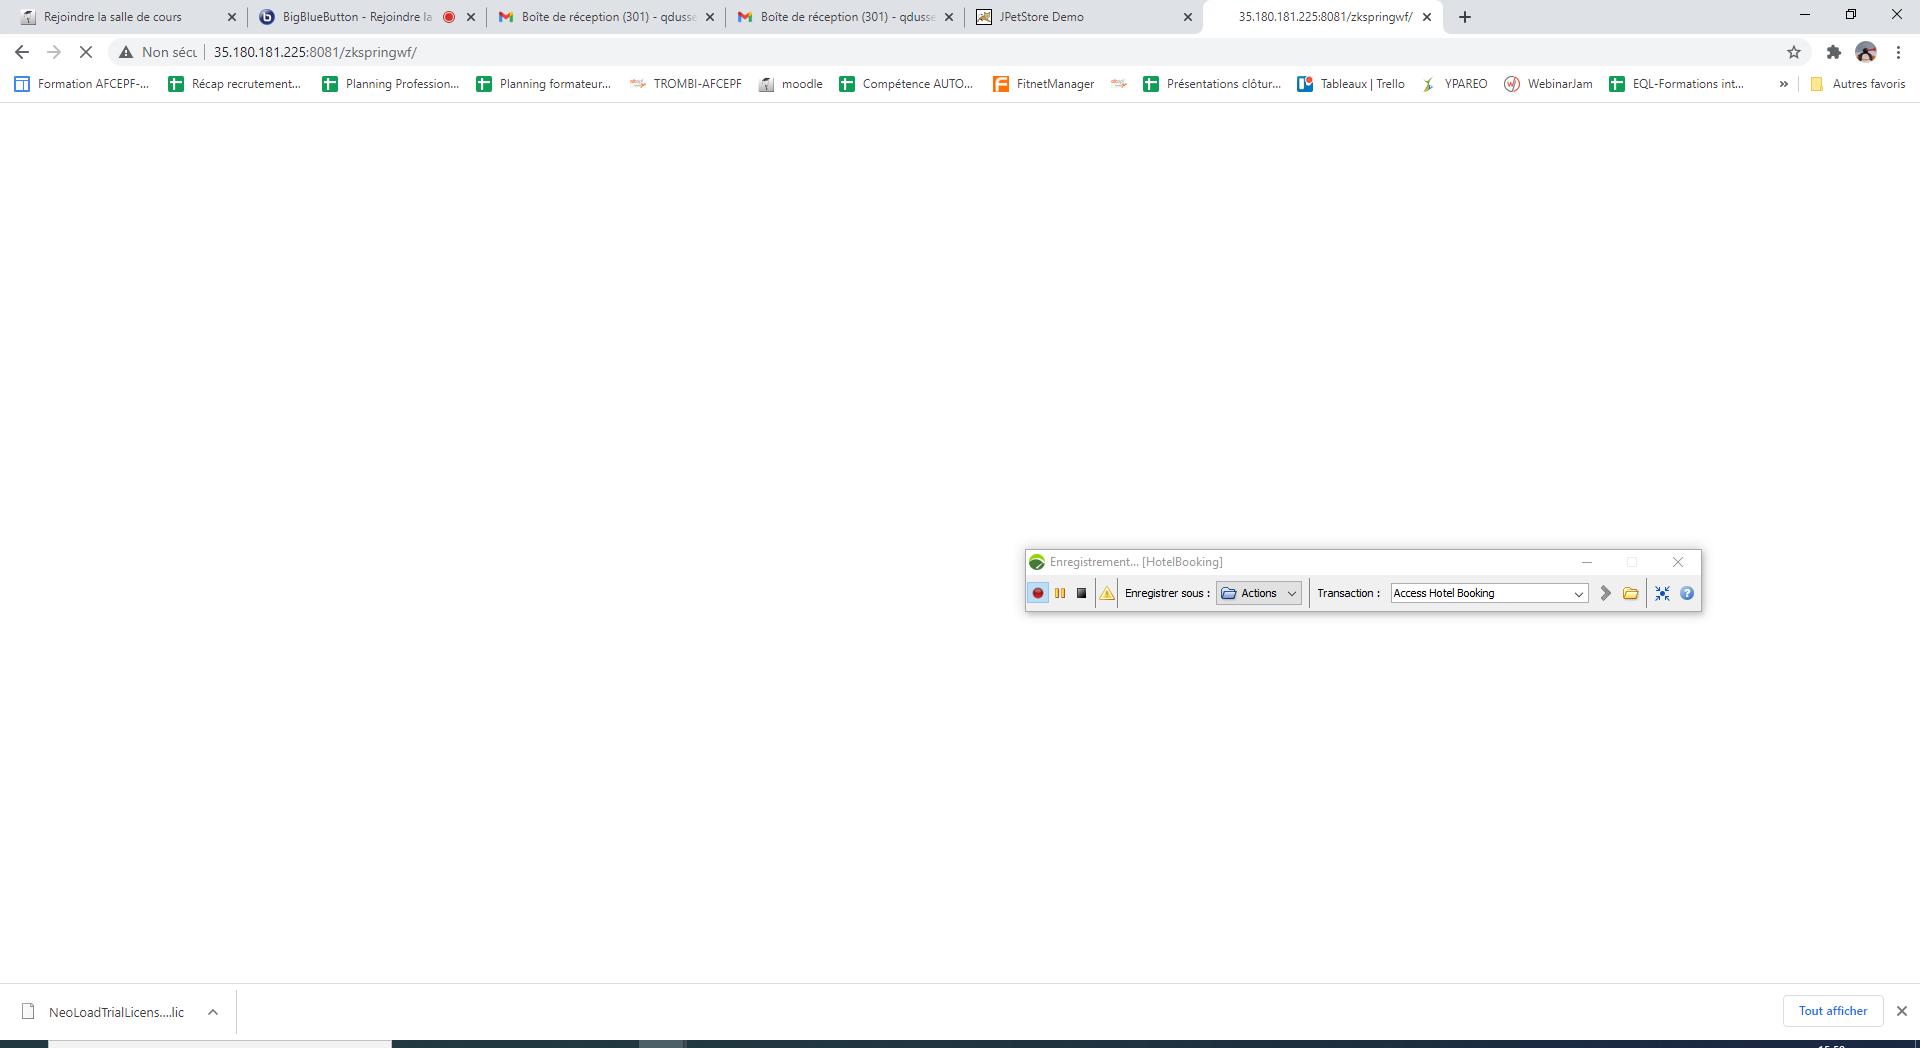 Rejoindre la salle de cours
BigBlueButton - Rejoindre la
Boîte de réception (301) - qdusse
Boîte de réception (301) - qdusse
JPetStore Demo
35.180.181.225:8081/zkspringwf/
Non séc
35.180.181.225:8081/zkspringwf/
Formation AFCEPF-...
Récap recrutement...
Planning Profession...
Planning formateur...
TROMBI-AFCEPF
moodle
Compétence AUTO...
FitnetManager
Présentations clôtur...
Tableaux | Trello
YPAREO
WebinarJam
EQL-Formations int...
»
Autres favoris
Enregistrement... [HotelBooking]
Enregistrer sous :
Actions
Transaction :
Access Hotel Booking
NeoLoadTrialLicens....lic
Tout afficher